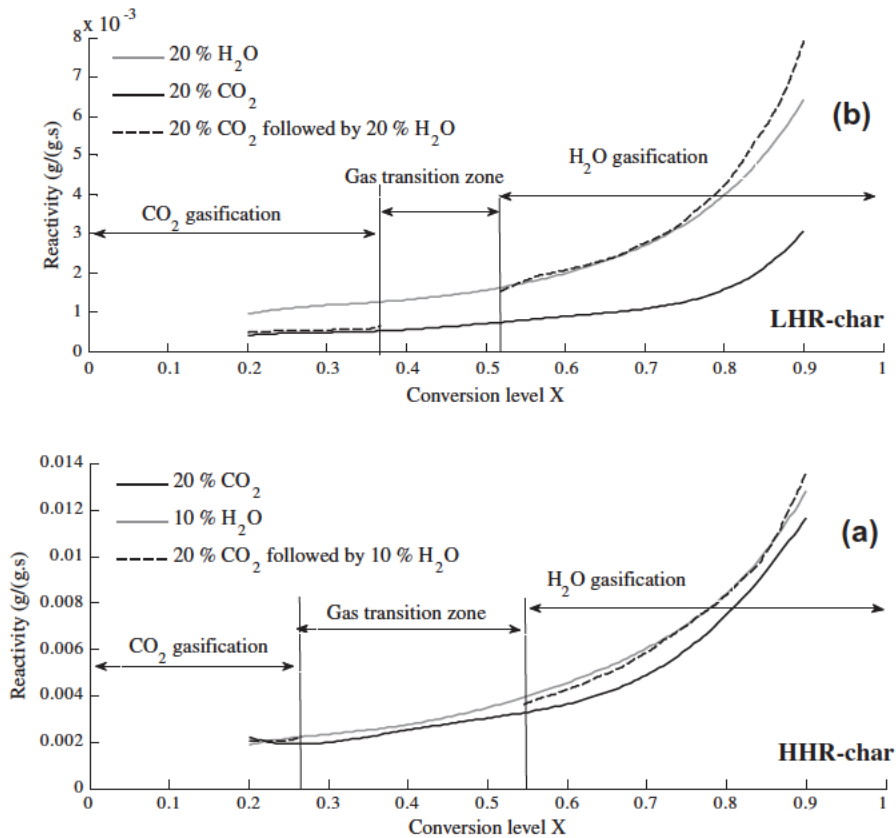 x 10⁻³
8
7
6
5
4
3
2
1
0
Reactivity (g/(g.s)
20 % H₂O
20 % CO₂
20 % CO₂ followed by 20 % H₂O
(b)
H₂O gasification
Gas transition zone
CO₂ gasification
LHR-char
0 0.1 0.2 0.3 0.4 0.5 0.6 0.7 0.8 0.9 1
Conversion level X
0.014
0.012
0.01
0.008
0.006
0.004
0.002
0
Reactivity (g/(g.s)
20 % CO₂
10 % H₂O
20 % CO₂ followed by 10 % H₂O
(a)
H₂O gasification
Gas transition zone
CO₂ gasification
HHR-char
0 0.1 0.2 0.3 0.4 0.5 0.6 0.7 0.8 0.9 1
Conversion level X